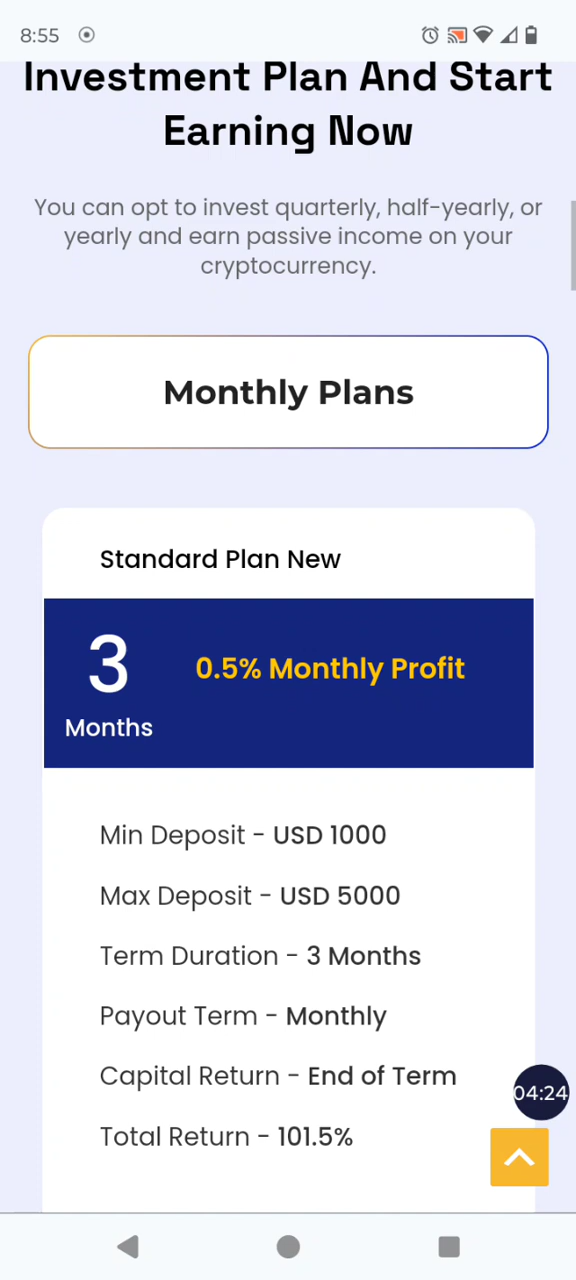 8:55
Investment Plan And Start
Earning Now
You can opt to invest quarterly, half-yearly, or
yearly and earn passive income on your
cryptocurrency.
Monthly Plans
Standard Plan New
3
Months
0.5% Monthly Profit
Min Deposit - USD 1000
Max Deposit - USD 5000
Term Duration - 3 Months
Payout Term - Monthly
Capital Return - End of Term
04:24
Total Return - 101.5%